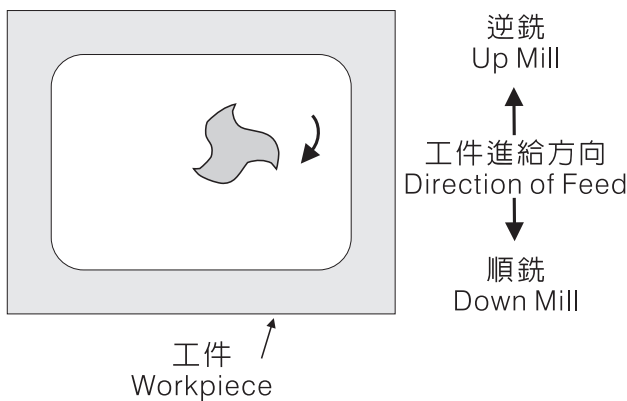 逆銑
Up Mill
工件進給方向
Direction of Feed
順銑
Down Mill
工件
Workpiece